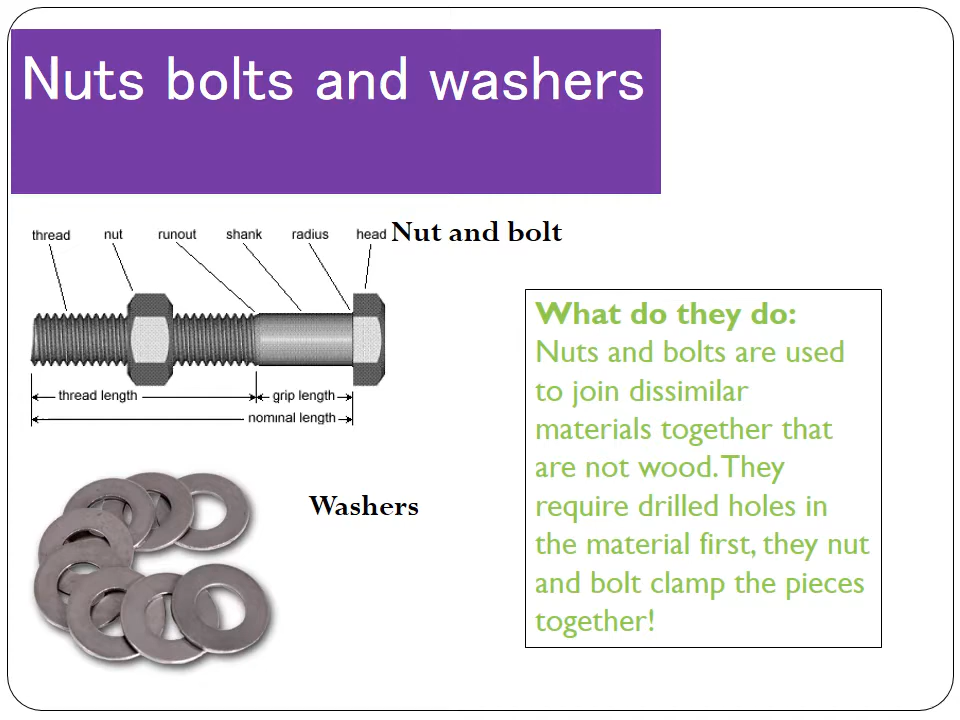 Nuts bolts and washers
thread nut runout shank radius head
Nut and bolt
thread length grip length
nominal length
Washers
What do they do:
Nuts and bolts are used
to join dissimilar
materials together that
are not wood. They
require drilled holes in
the material first, they nut
and bolt clamp the pieces
together!